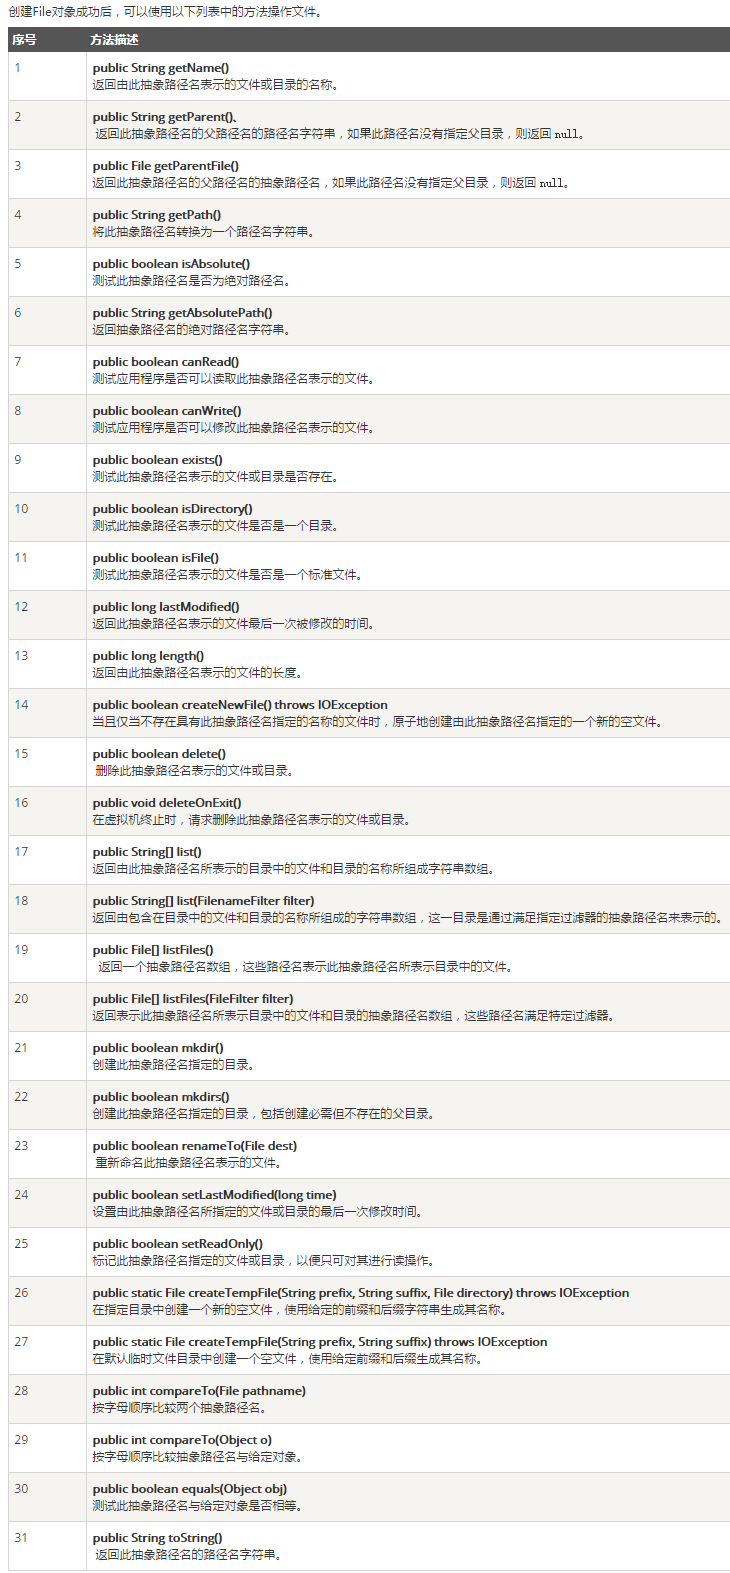 创建File对象成功后，可以使用以下列表中的方法操作文件。
序号 方法描述
1 public String getName()
返回由此抽象路径名表示的文件或目录的名称。
2 public String getParent()、
返回此抽象路径名的父路径名的路径名字符串，如果此路径名没有指定父目录，则返回 null。
3 public File getParentFile()
返回此抽象路径名的父路径名的抽象路径名，如果此路径名没有指定父目录，则返回 null。
4 public String getPath()
将此抽象路径名转换为一个路径名字符串。
5 public boolean isAbsolute()
测试此抽象路径名是否为绝对路径名。
6 public String getAbsolutePath()
返回抽象路径名的绝对路径名字符串。
7 public boolean canRead()
测试应用程序是否可以读取此抽象路径名表示的文件。
8 public boolean canWrite()
测试应用程序是否可以修改此抽象路径名表示的文件。
9 public boolean exists()
测试此抽象路径名表示的文件或目录是否存在。
10 public boolean isDirectory()
测试此抽象路径名表示的文件是否是一个目录。
11 public boolean isFile()
测试此抽象路径名表示的文件是否是一个标准文件。
12 public long lastModified()
返回此抽象路径名表示的文件最后一次被修改的时间。
13 public long length()
返回由此抽象路径名表示的文件的长度。
14 public boolean createNewFile() throws IOException
当且仅当不存在具有此抽象路径名指定的名称的文件时，原子地创建由此抽象路径名指定的一个新的空文件。
15 public boolean delete()
删除此抽象路径名表示的文件或目录。
16 public void deleteOnExit()
在虚拟机终止时，请求删除此抽象路径名表示的文件或目录。
17 public String[] list()
返回由此抽象路径名所表示的目录中的文件和目录的名称所组成字符串数组。
18 public String[] list(FilenameFilter filter)
返回由包含在目录中的文件和目录的名称所组成的字符串数组，这一目录是通过满足指定过滤器的抽象路径名来表示的。
19 public File[] listFiles()
返回一个抽象路径名数组，这些路径名表示此抽象路径名所表示目录中的文件。
20 public File[] listFiles(FileFilter filter)
返回表示此抽象路径名所表示目录中的文件和目录的抽象路径名数组，这些路径名满足特定过滤器。
21 public boolean mkdir()
创建此抽象路径名指定的目录。
22 public boolean mkdirs()
创建此抽象路径名指定的目录，包括创建必需但不存在的父目录。
23 public boolean renameTo(File dest)
重新命名此抽象路径名表示的文件。
24 public boolean setLastModified(long time)
设置由此抽象路径名所指定的文件或目录的最后一次修改时间。
25 public boolean setReadOnly()
标记此抽象路径名指定的文件或目录，以便只可对其进行读操作。
26 public static File createTempFile(String prefix, String suffix, File directory) throws IOException
在指定目录中创建一个新的空文件，使用给定的前缀和后缀字符串生成其名称。
27 public static File createTempFile(String prefix, String suffix) throws IOException
在默认临时文件目录中创建一个空文件，使用给定前缀和后缀生成其名称。
28 public int compareTo(File pathname)
按字母顺序比较两个抽象路径名。
29 public int compareTo(Object o)
按字母顺序比较抽象路径名与给定对象。
30 public boolean equals(Object obj)
测试此抽象路径名与给定对象是否相等。
31 public String toString()
返回此抽象路径名的路径名字符串。